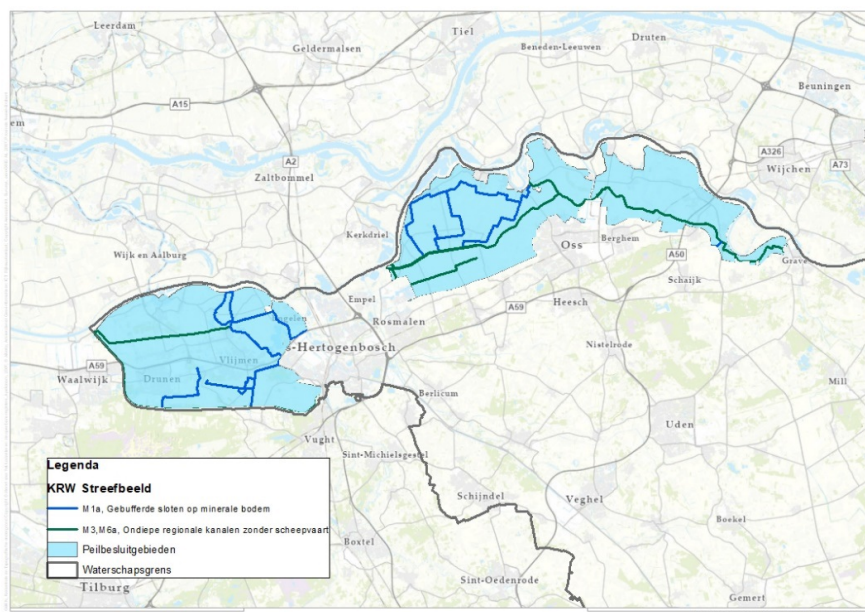 Leerdam
Geldermalsen
Tiel
Beneden-Leeuwen
Druten
Beuningen
A15
em
A2
A326
Wijchen
A73
Zaltbommel
Kerkdriel
Wijk en Aalburg
Oss
Berghem
A50
Grave
Schaijk
Empel
A59
Heesch
Rosmalen
Engelen
s-Hertogenbosch
Nistelrode
A59
Vlijmen
Waalwijk
Drunen
Berlicum
Mill
Uden
Vught
Sint-Michielsgestel
Legenda
KRW Streefbeeld
M1a, Gebufferde sloten op minerale bodem
M3,M6a, Ondiepe regionale kanalen zonder scheepvaart
Peilbesluitgebieden
Waterschapsgrens
Schijndel
Veghel
Boekel
Boxtel
Tilburg
Sint-Oedenrode
Gemert